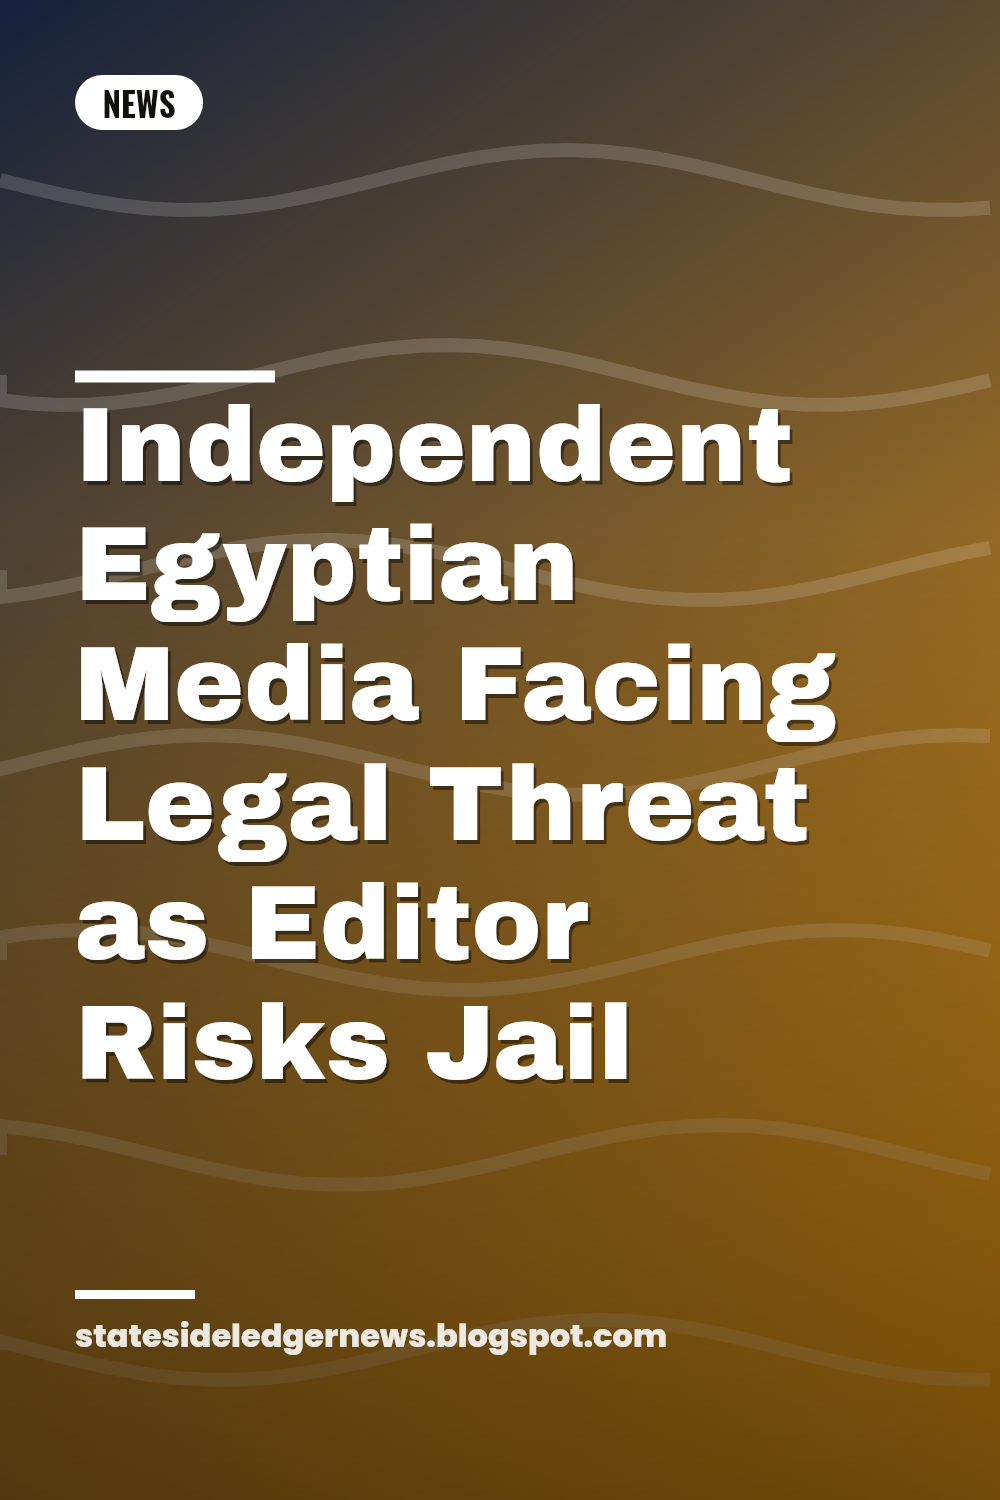 NEWS
Independent
Egyptian
Media Facing
Legal Threat
as Editor
Risks Jail
statesideledgernews.blogspot.com